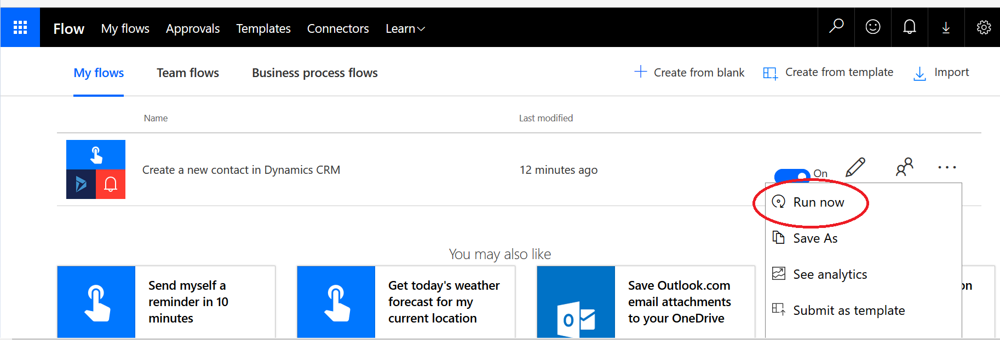 Flow My flows Approvals Templates Connectors Learn
My flows Team flows Business process flows Create from blank Create from template Import
Name Last modified
Create a new contact in Dynamics CRM 12 minutes ago On
Run now
Save As
See analytics
Submit as template
You may also like
Send myself a
reminder in 10
minutes
Get today's weather
forecast for my
current location
Save Outlook.com
email attachments
to your OneDrive